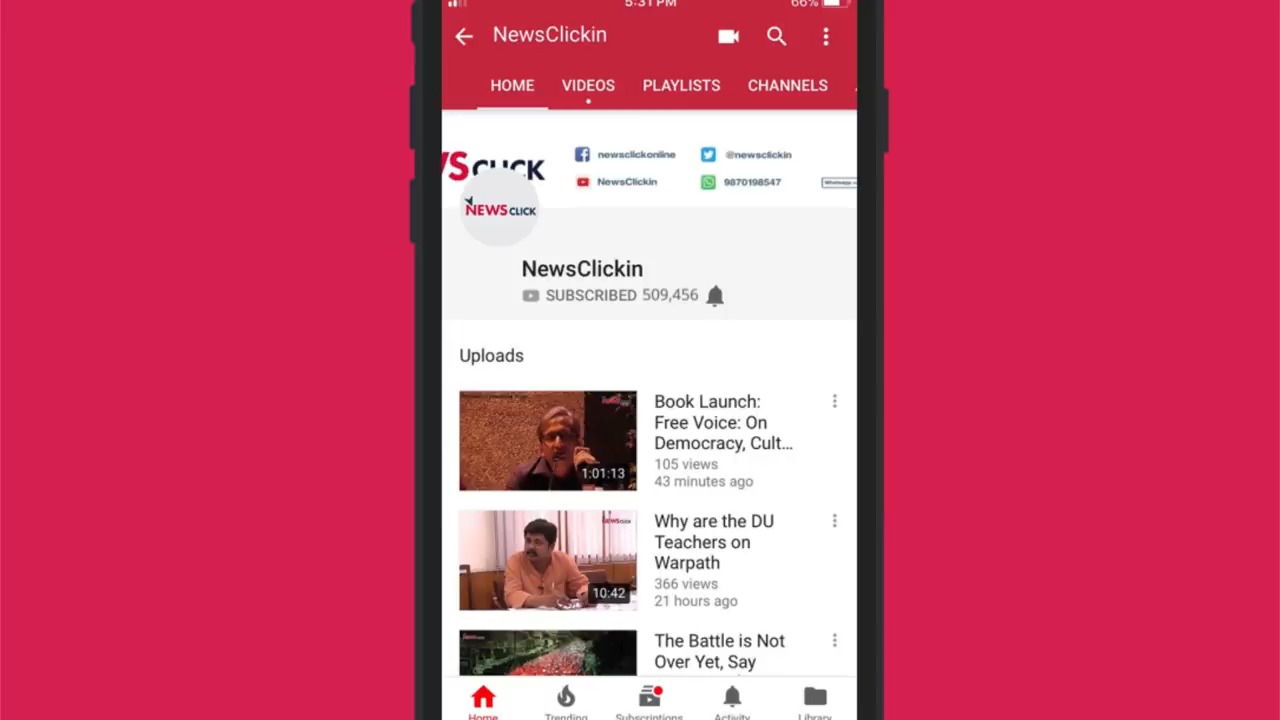 5:31 PM
66%
NewsClickin
HOME VIDEOS PLAYLISTS CHANNELS
WS CLICK
newsclickonline
@newsclickin
NewsClickin
9870198547
NEWSCLICK
NewsClickin
SUBSCRIBED 509,456
Uploads
Book Launch:
Free Voice: On
Democracy, Cult...
105 views
43 minutes ago
1:01:13
Why are the DU
Teachers on
Warpath
366 views
21 hours ago
NEWSCLICK
10:42
The Battle is Not
Over Yet, Say
Home Trending Subscriptions Activity Library